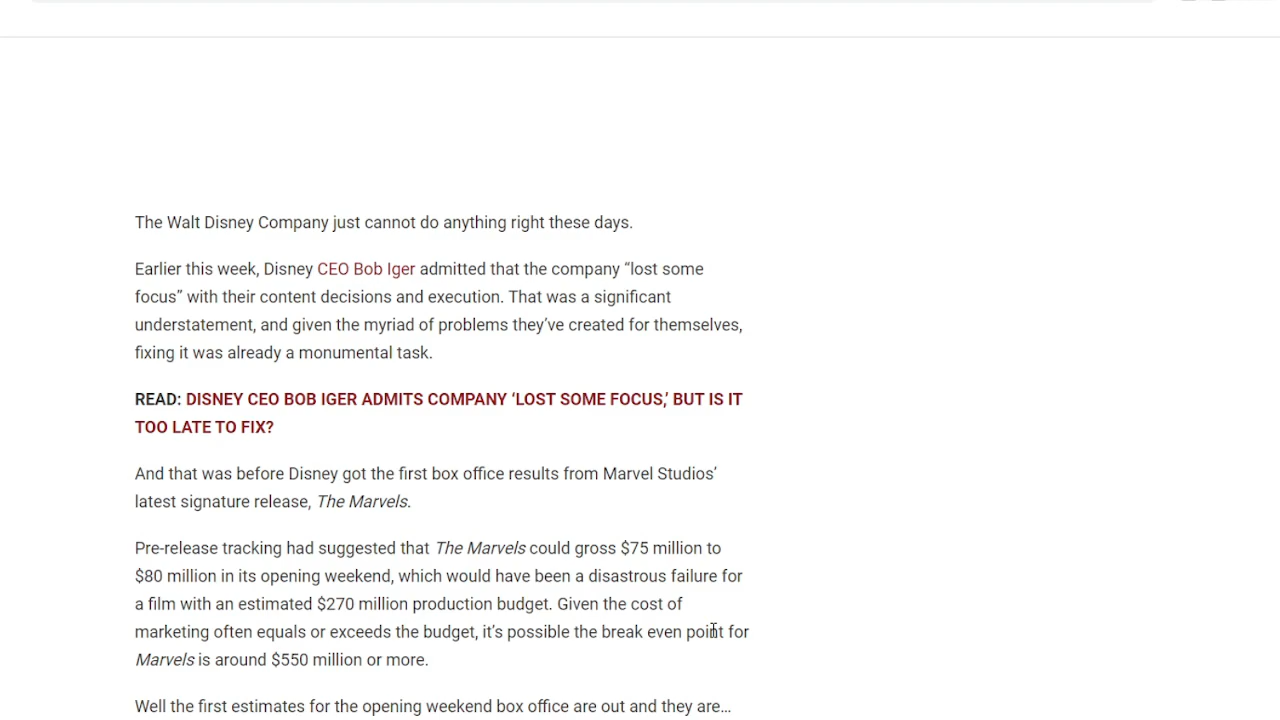 The Walt Disney Company just cannot do anything right these days.
Earlier this week, Disney CEO Bob Iger admitted that the company “lost some
focus” with their content decisions and execution. That was a significant
understatement, and given the myriad of problems they’ve created for themselves,
fixing it was already a monumental task.
READ: DISNEY CEO BOB IGER ADMITS COMPANY ‘LOST SOME FOCUS,’ BUT IS IT
TOO LATE TO FIX?
And that was before Disney got the first box office results from Marvel Studios’
latest signature release, The Marvels.
Pre-release tracking had suggested that The Marvels could gross $75 million to
$80 million in its opening weekend, which would have been a disastrous failure for
a film with an estimated $270 million production budget. Given the cost of
marketing often equals or exceeds the budget, it’s possible the break even point for
Marvels is around $550 million or more.
Well the first estimates for the opening weekend box office are out and they are…